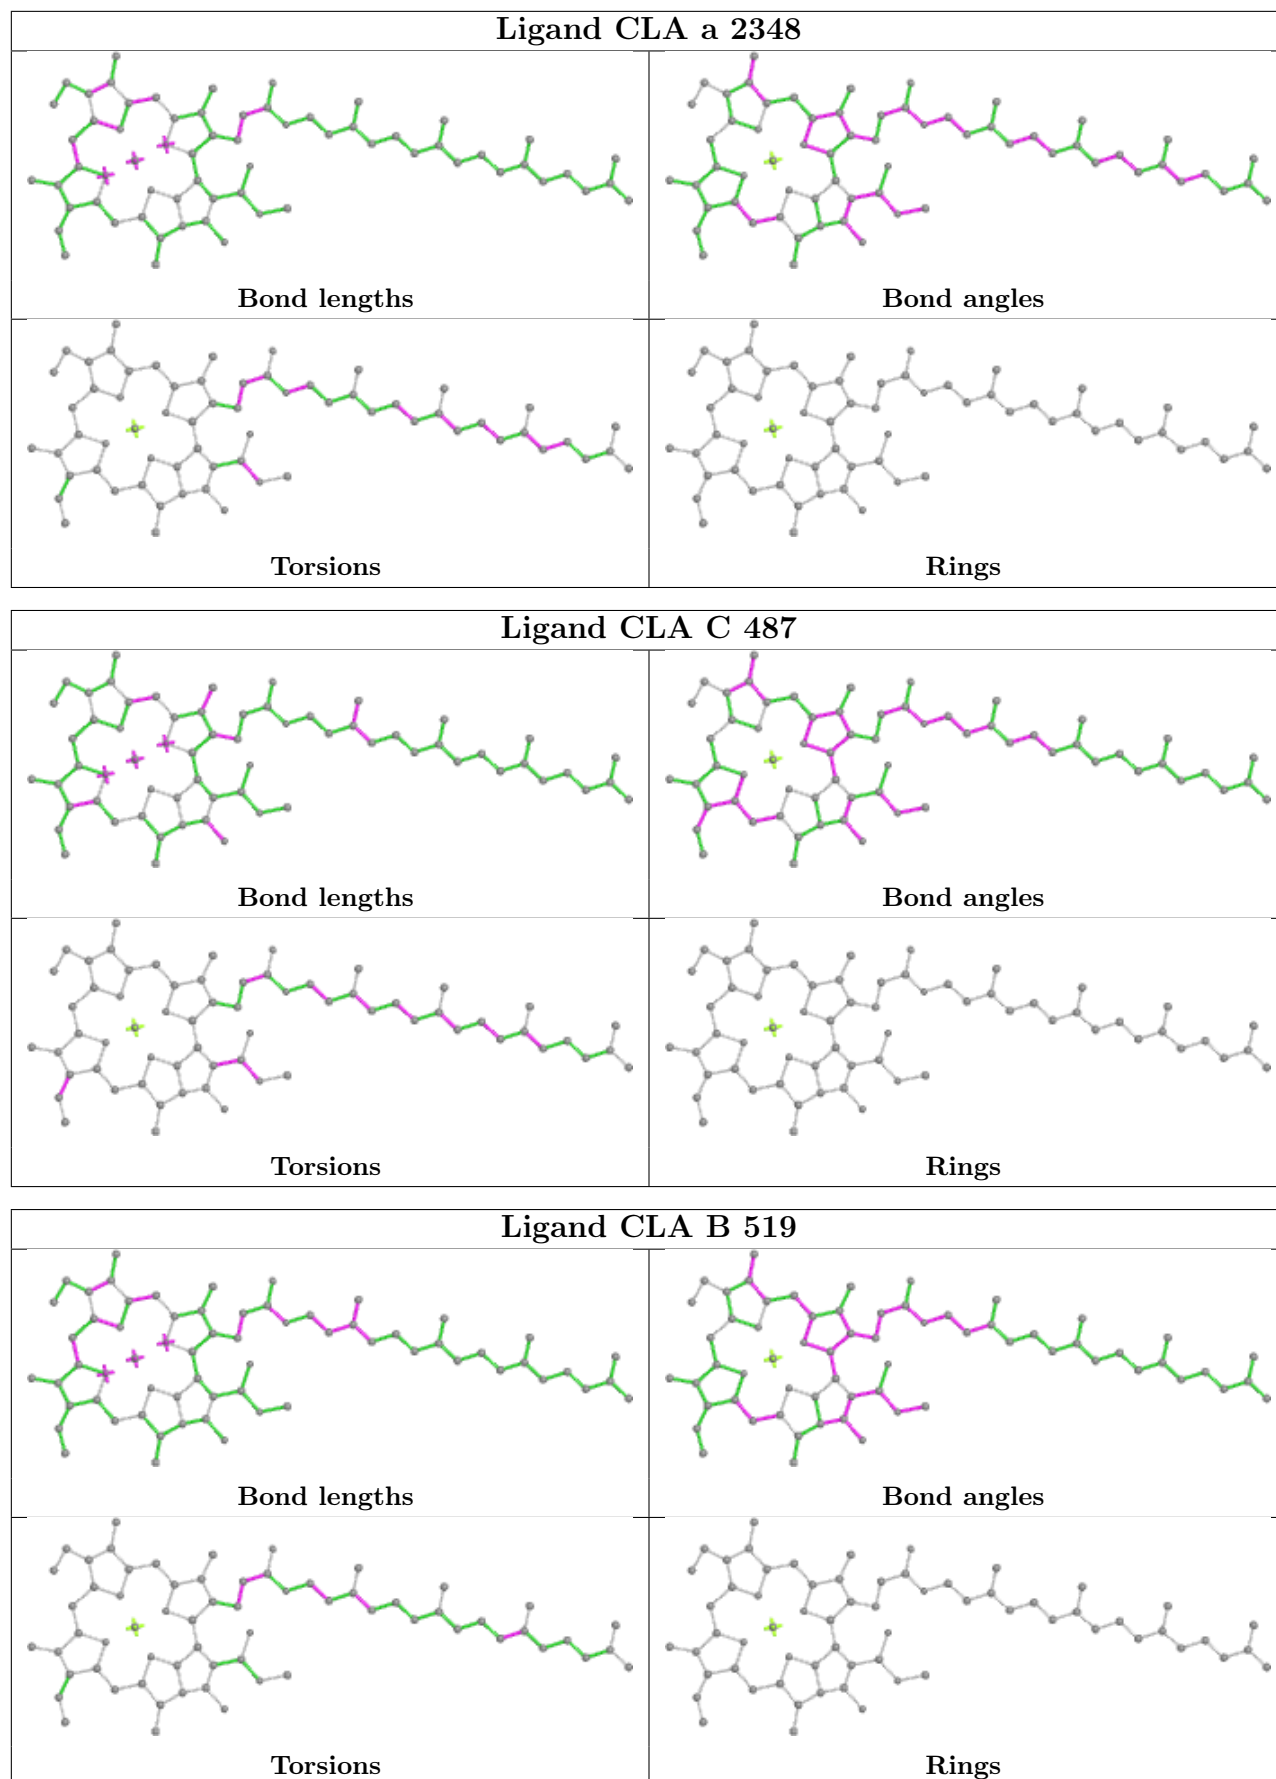 Ligand CLA a 2348
Bond lengths
Bond angles
Torsions
Rings
Ligand CLA C 487
Bond lengths
Bond angles
Torsions
Rings
Ligand CLA B 519
Bond lengths
Bond angles
Torsions
Rings